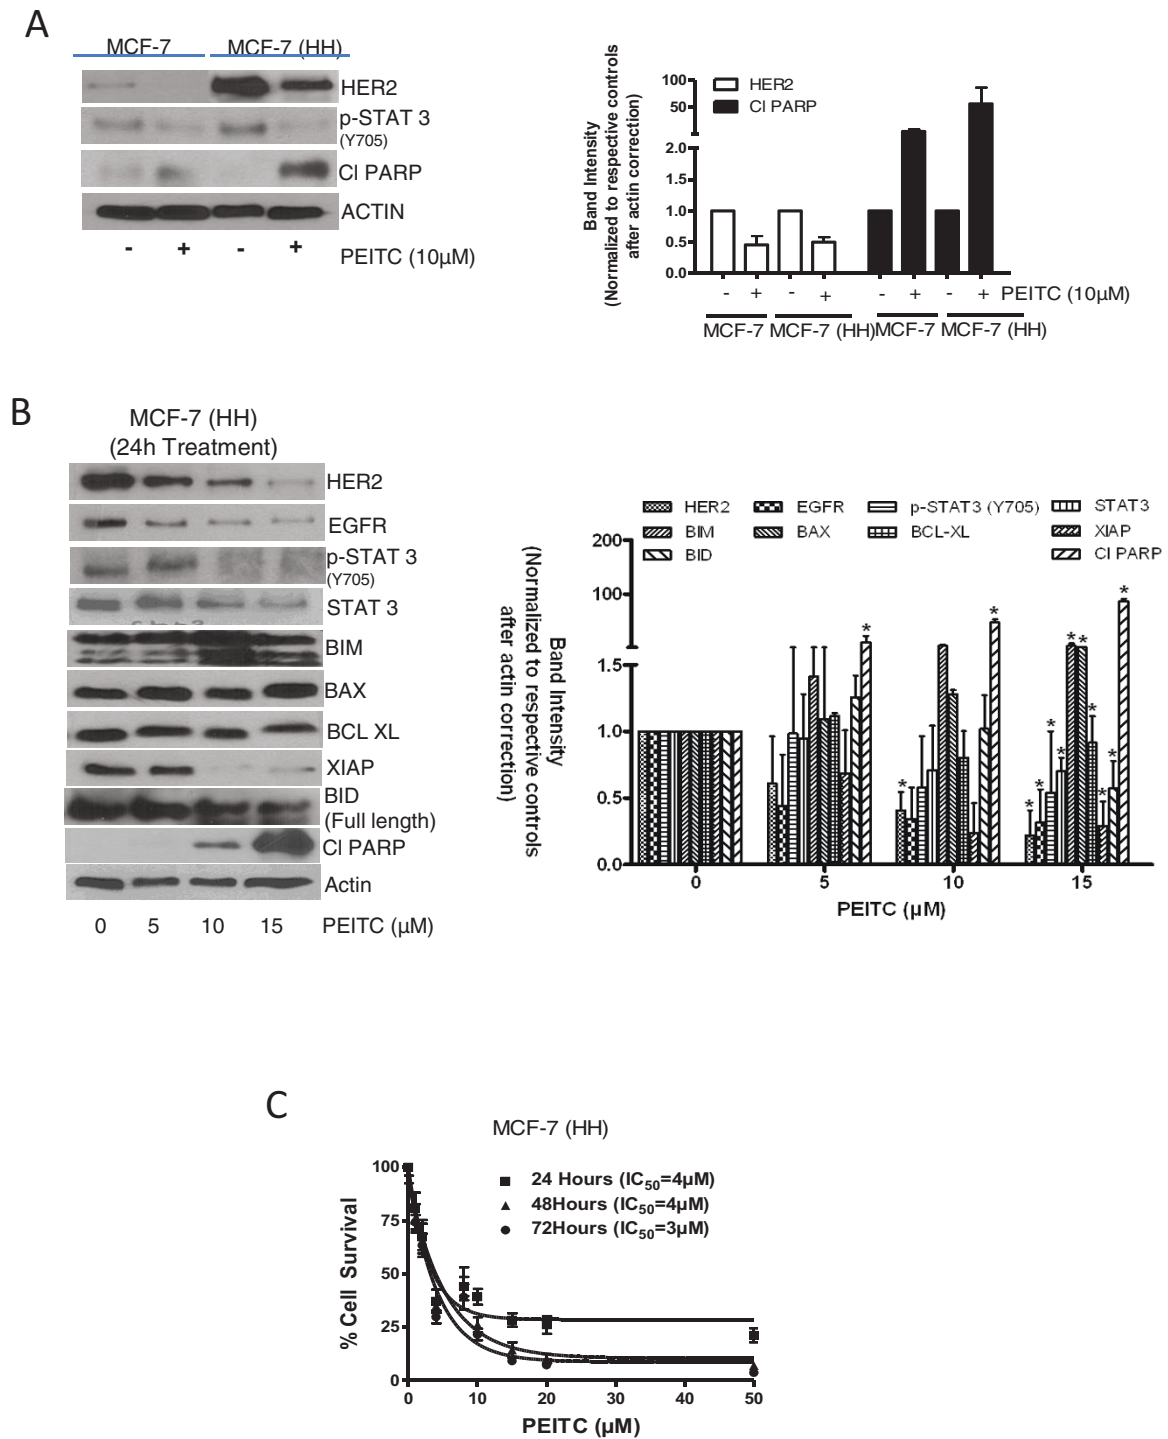 A
MCF-7 MCF-7 (HH)
HER2
p-STAT 3
(Y705)
Cl PARP
ACTIN
- + - + PEITC (10µM)
Band Intensity
(Normalized to respective controls
after actin correction)
100
50
2.0
1.5
1.0
0.5
0.0
HER2
Cl PARP
- + - + - + - + PEITC (10µM)
MCF-7 MCF-7 (HH) MCF-7 MCF-7 (HH)
B
MCF-7 (HH)
(24h Treatment)
HER2
EGFR
p-STAT 3
(Y705)
STAT 3
BIM
BAX
BCL XL
XIAP
BID
(Full length)
Cl PARP
Actin
0 5 10 15 PEITC (µM)
HER2 EGFR p-STAT3 (Y705) STAT3
BIM BAX BCL-XL XIAP
BID Cl PARP
Band Intensity
(Normalized to respective controls
after actin correction)
200
100
1.5
1.0
0.5
0.0
* * * * * * * * * * * *
0 5 10 15
PEITC (µM)
C
MCF-7 (HH)
24 Hours (IC50=4µM)
48Hours (IC50=4µM)
72Hours (IC50=3µM)
% Cell Survival
100
75
50
25
0
0 10 20 30 40 50
PEITC (µM)